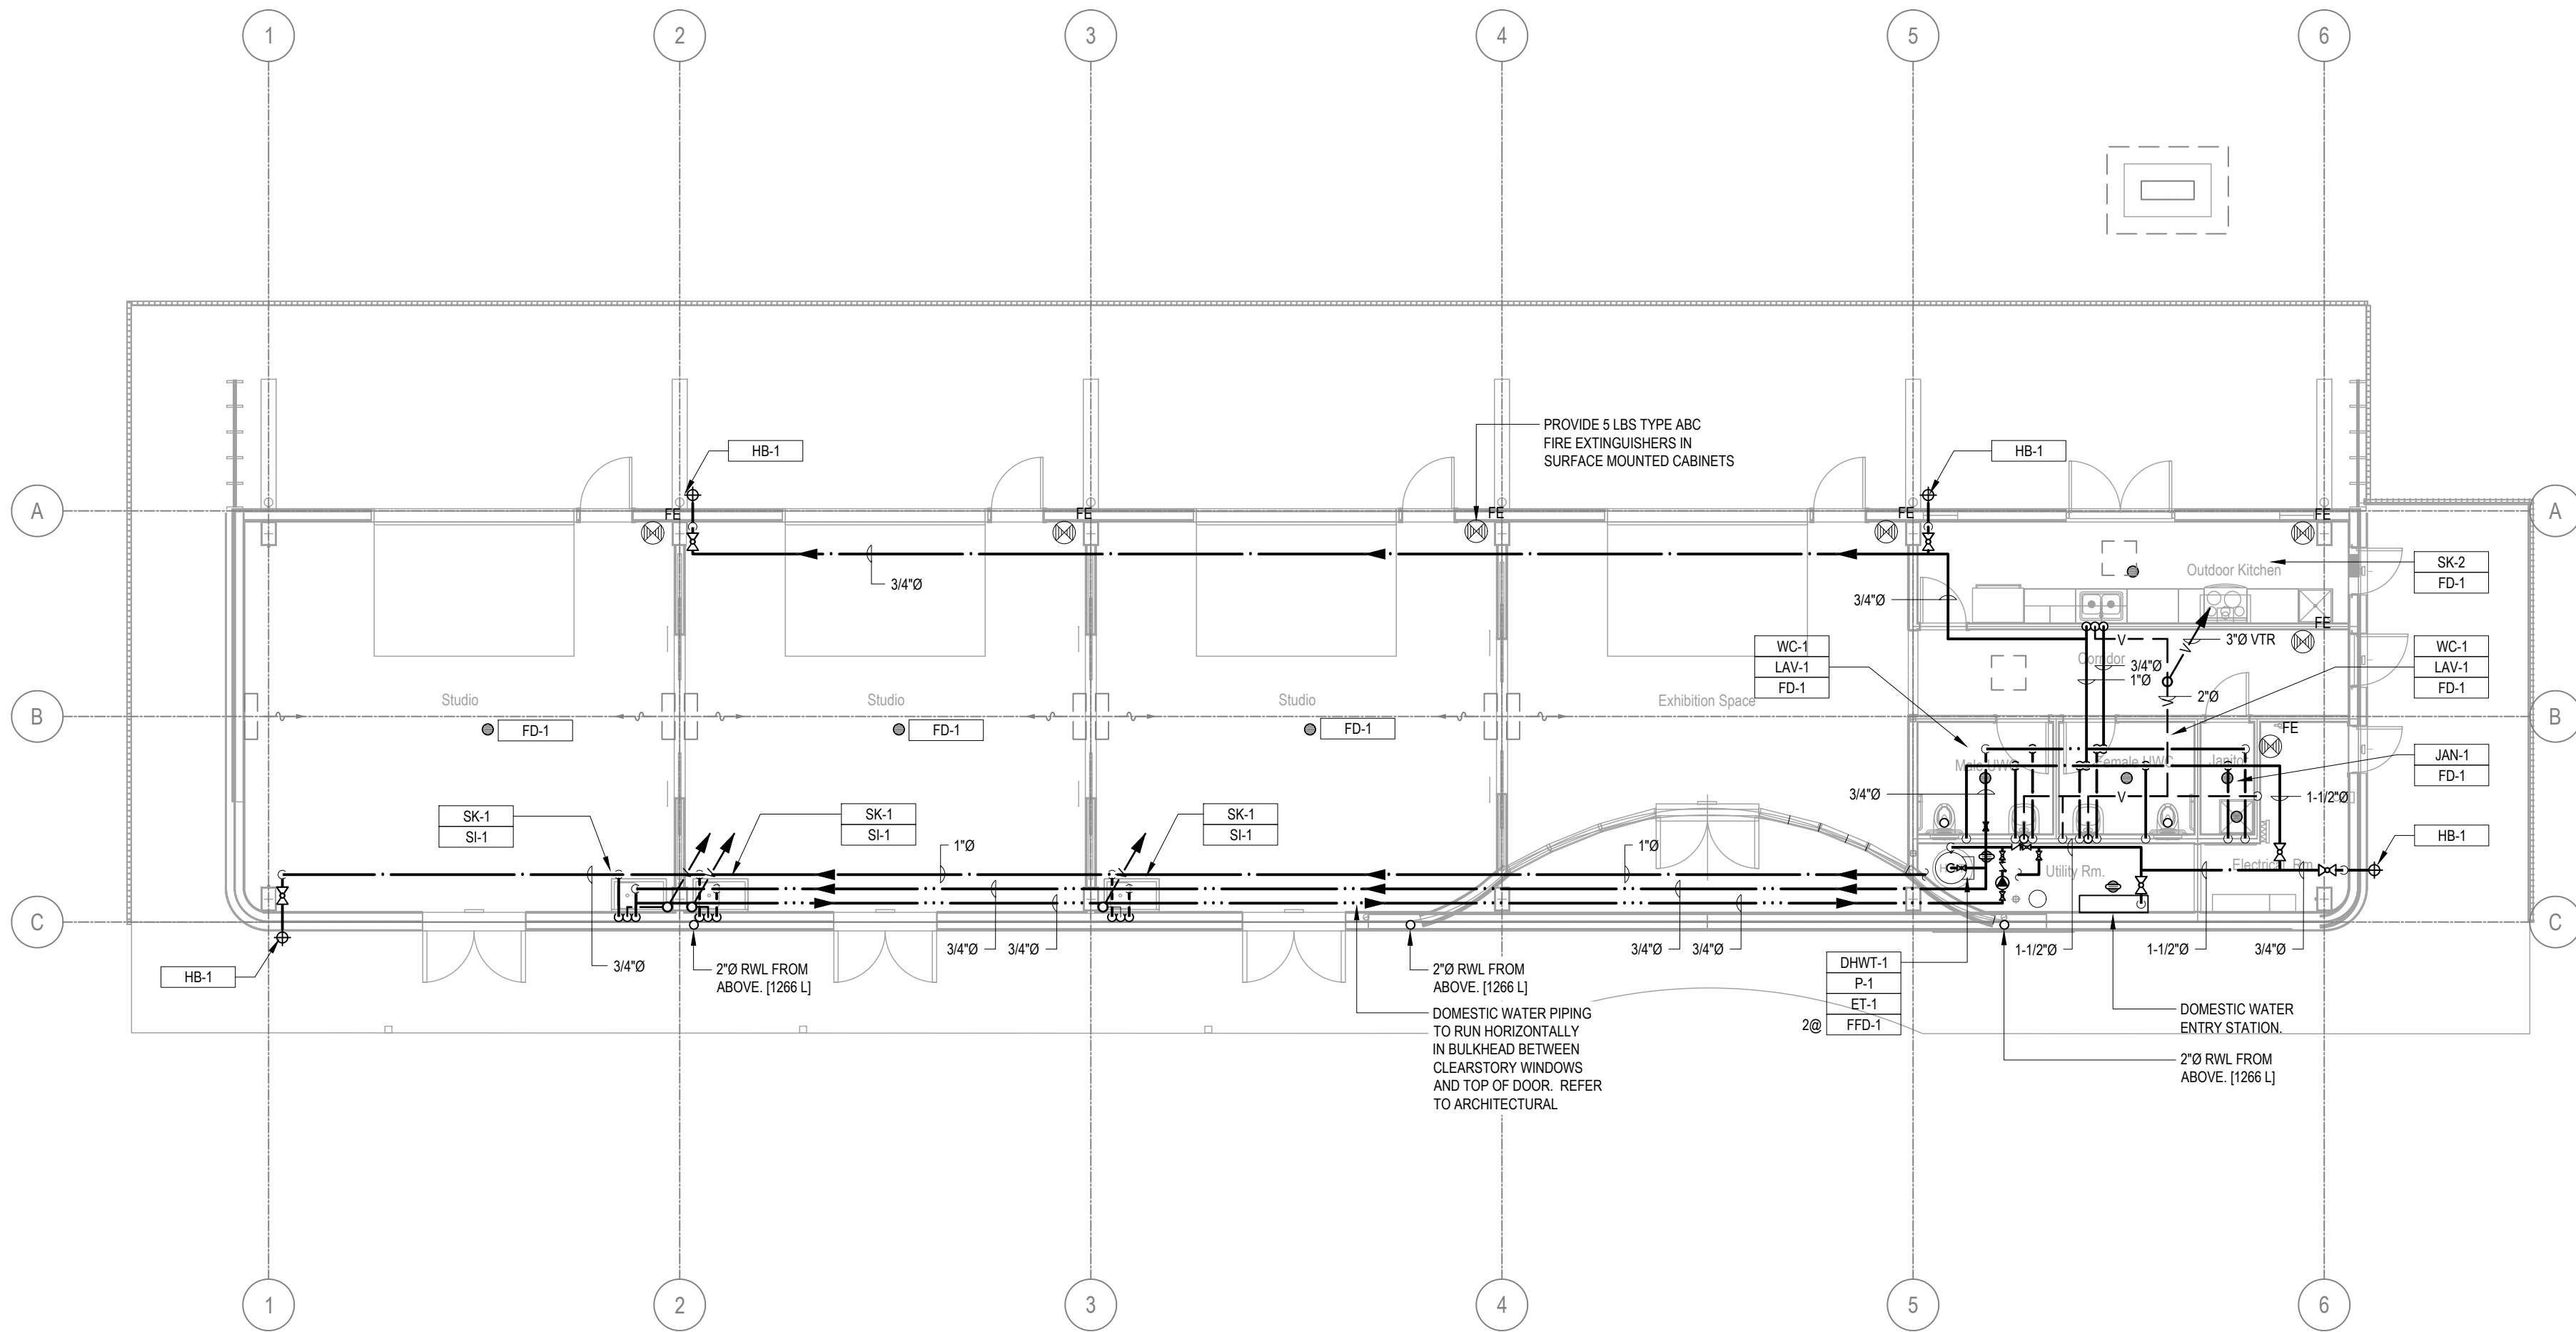 1
2
3
4
5
6
PROVIDE 5 LBS TYPE ABC
FIRE EXTINGUISHERS IN
SURFACE MOUNTED CABINETS
HB-1
HB-1
A
A
FE
FE
FE
FE
FE
3/4"Ø
3/4"Ø
Outdoor Kitchen
SK-2
FD-1
FE
WC-1
LAV-1
FD-1
V
3"Ø VTR
WC-1
LAV-1
FD-1
Corridor
3/4"Ø
1"Ø
2"Ø
Studio
Studio
Studio
Exhibition Space
B
B
FD-1
FD-1
FD-1
FE
Male UWC
Female UWC
Janitor
JAN-1
FD-1
3/4"Ø
V
1-1/2"Ø
SK-1
SI-1
SK-1
SI-1
SK-1
SI-1
HB-1
1"Ø
1"Ø
Utility Rm.
Electrical Rm.
C
C
3/4"Ø
3/4"Ø
3/4"Ø
3/4"Ø
1-1/2"Ø
1-1/2"Ø
3/4"Ø
HB-1
3/4"Ø
2"Ø RWL FROM
ABOVE. [1266 L]
2"Ø RWL FROM
ABOVE. [1266 L]
DHWT-1
P-1
ET-1
2@ FFD-1
DOMESTIC WATER PIPING
TO RUN HORIZONTALLY
IN BULKHEAD BETWEEN
CLEARSTORY WINDOWS
AND TOP OF DOOR. REFER
TO ARCHITECTURAL
DOMESTIC WATER
ENTRY STATION.
2"Ø RWL FROM
ABOVE. [1266 L]
1
2
3
4
5
6